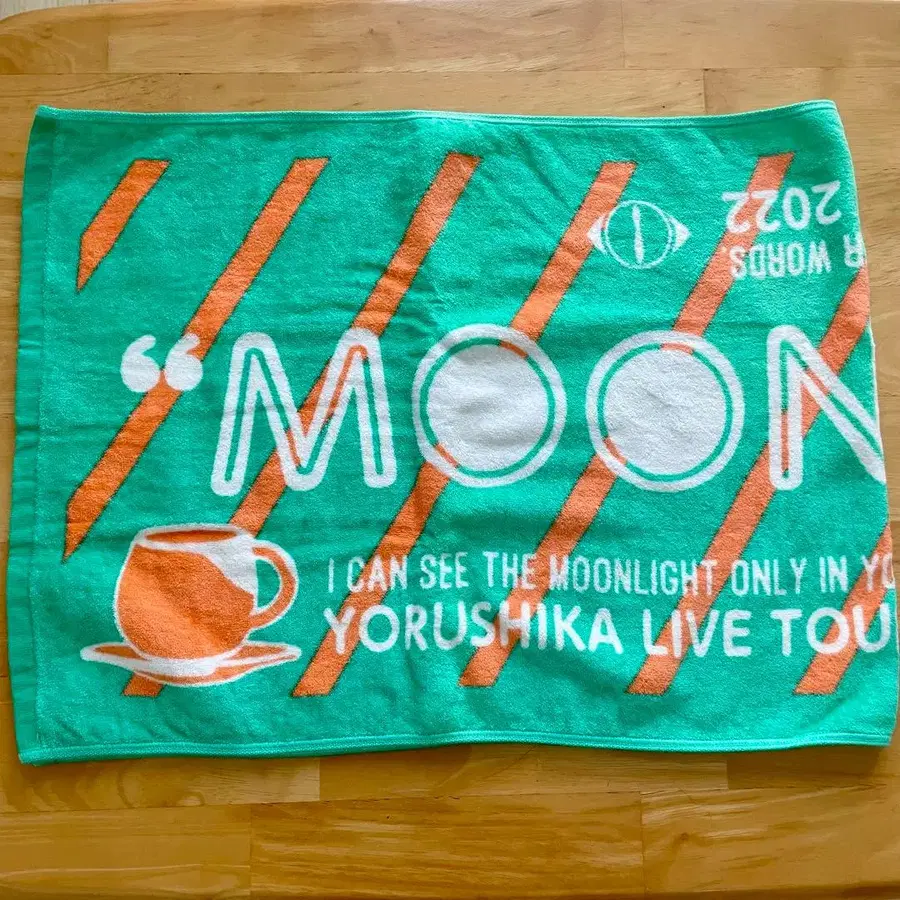 2022
R WORDS
“MOON
I CAN SEE THE MOONLIGHT ONLY IN YO
YORUSHIKA LIVE TOU